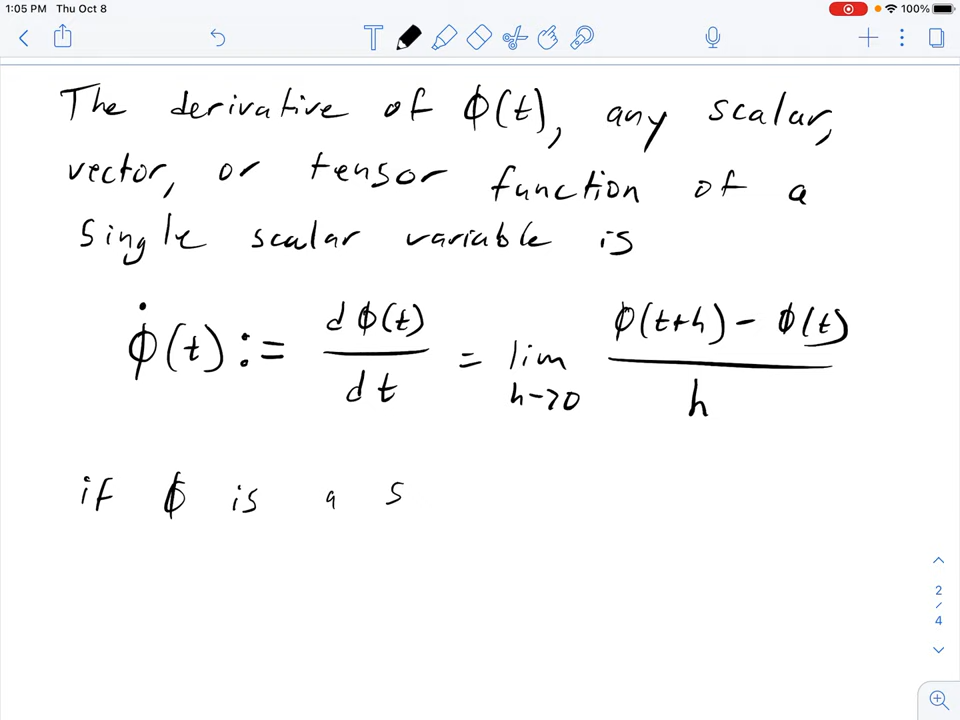 1:05 PM Thu Oct 8 100%
T
The derivative of ϕ(t), any scalar,
vector, or tensor function of a
single scalar variable is
ϕ̇(t) := dϕ(t)/dt = lim h→0 (ϕ(t+h) − ϕ(t))/h
if ϕ is a s
2
/
4